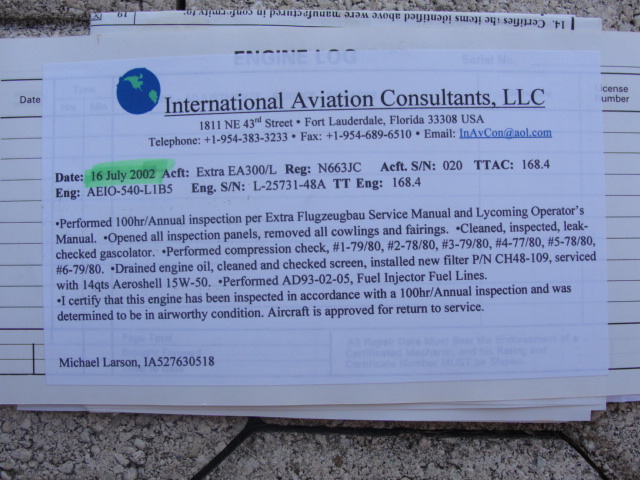 14. Certifies the items identified above were manufactured in conformity to:
19
ENGINE LOG
Serial No.
Date
License
Number
International Aviation Consultants, LLC
1811 NE 43rd Street • Fort Lauderdale, Florida 33308 USA
Telephone: +1-954-383-3233 • Fax: +1-954-689-6510 • Email: InAvCon@aol.com
Date: 16 July 2002 Acft: Extra EA300/L Reg: N663JC Acft. S/N: 020 TTAC: 168.4
Eng: AEIO-540-L1B5 Eng. S/N: L-25731-48A TT Eng: 168.4
•Performed 100hr/Annual inspection per Extra Flugzeugbau Service Manual and Lycoming Operator's
Manual. •Opened all inspection panels, removed all cowlings and fairings. •Cleaned, inspected, leak-
checked gascolator. •Performed compression check, #1-79/80, #2-78/80, #3-79/80, #4-77/80, #5-78/80,
#6-79/80. •Drained engine oil, cleaned and checked screen, installed new filter P/N CH48-109, serviced
with 14qts Aeroshell 15W-50. •Performed AD93-02-05, Fuel Injector Fuel Lines.
•I certify that this engine has been inspected in accordance with a 100hr/Annual inspection and was
determined to be in airworthy condition. Aircraft is approved for return to service.
Michael Larson, IA527630518